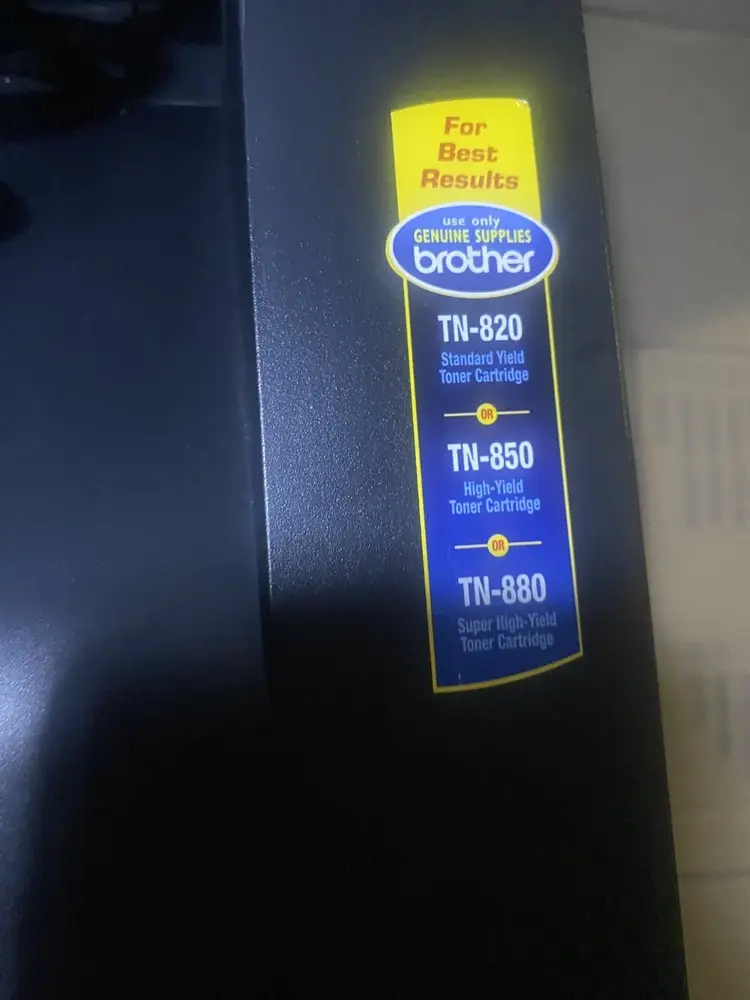 For
Best
Results
use only
GENUINE SUPPLIES
brother
TN-820
Standard Yield
Toner Cartridge
OR
TN-850
High-Yield
Toner Cartridge
OR
TN-880
Super High-Yield
Toner Cartridge